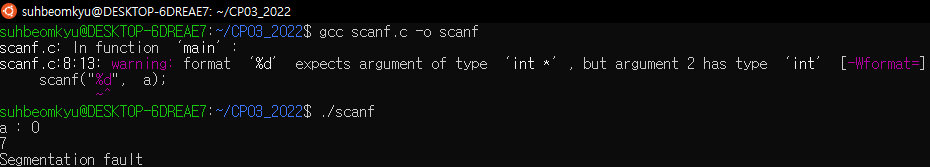 suhbeomkyu@DESKTOP-6DREAE7: ~/CP03_2022
suhbeomkyu@DESKTOP-6DREAE7:~/CP03_2022$ gcc scanf.c -o scanf
scanf.c: In function ‘main’:
scanf.c:8:13: warning: format ‘%d’ expects argument of type ‘int *’, but argument 2 has type ‘int’ [-Wformat=]
    scanf("%d",  a);
           ~^
suhbeomkyu@DESKTOP-6DREAE7:~/CP03_2022$ ./scanf
a : 0
7
Segmentation fault